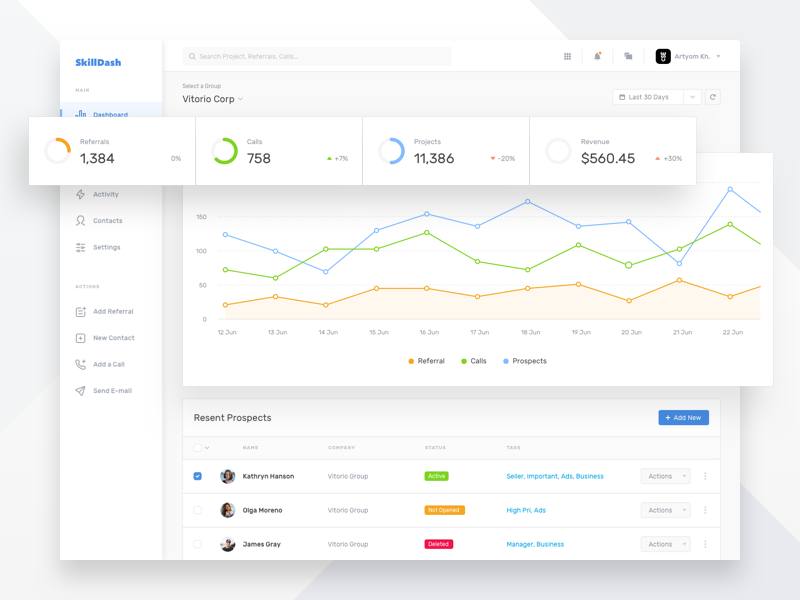 SkillDash
Search Project, Referrals, Calls...
Artyom Kh.
MAIN
Select a Group
Vitorio Corp
Last 30 Days
Dashboard
Referrals
1,384
0%
Calls
758
+7%
Projects
11,386
-20%
Revenue
$560.45
+30%
Activity
Contacts
Settings
ACTIONS
Add Referral
New Contact
Add a Call
Send E-mail
150
100
50
0
12 Jun
13 Jun
14 Jun
15 Jun
16 Jun
17 Jun
18 Jun
19 Jun
20 Jun
21 Jun
22 Jun
Referral
Calls
Prospects
Resent Prospects
+ Add New
NAME
COMPANY
STATUS
TAGS
Kathryn Hanson
Vitorio Group
Active
Seller, Important, Ads, Business
Actions
Olga Moreno
Vitorio Group
Not Opened
High Pri, Ads
Actions
James Gray
Vitorio Group
Deleted
Manager, Business
Actions